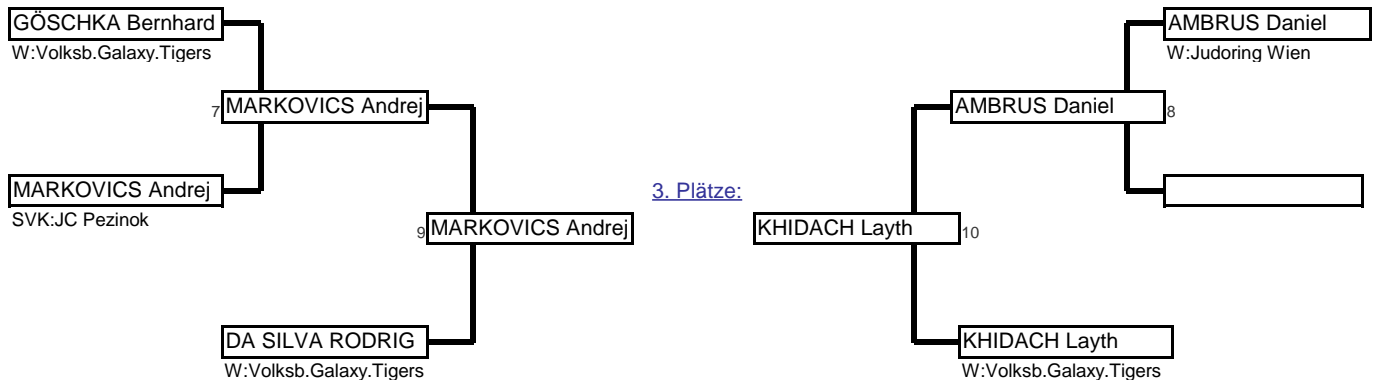 GÖSCHKA Bernhard
W:Volksb.Galaxy.Tigers
7
MARKOVICS Andrej
MARKOVICS Andrej
SVK:JC Pezinok
9
MARKOVICS Andrej
DA SILVA RODRIG
W:Volksb.Galaxy.Tigers
3. Plätze:
AMBRUS Daniel
W:Judoring Wien
AMBRUS Daniel
8
KHIDACH Layth
10
KHIDACH Layth
W:Volksb.Galaxy.Tigers